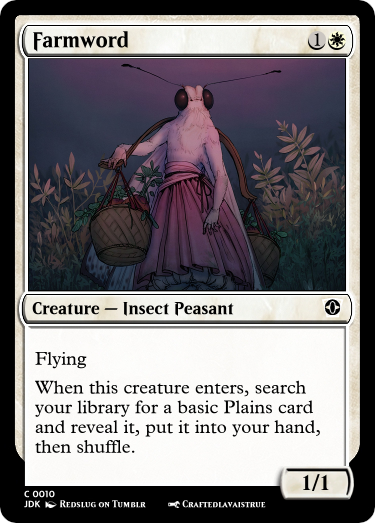 Farmword 1
Creature — Insect Peasant
Flying
When this creature enters, search
your library for a basic Plains card
and reveal it, put it into your hand,
then shuffle.
1/1
C 0010
JDK Redslug on Tumblr Craftedlavaistrue